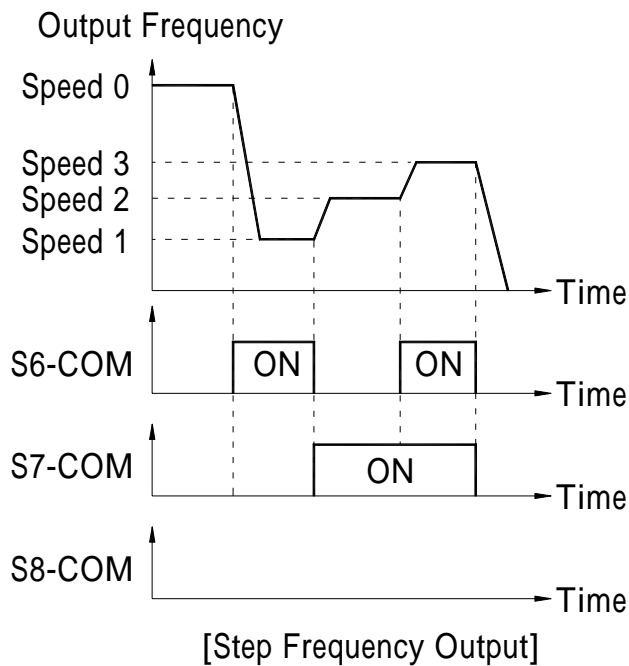 Output Frequency
Speed 0
Speed 3
Speed 2
Speed 1
Time
S6-COM
ON
ON
Time
S7-COM
ON
Time
S8-COM
Time
[Step Frequency Output]